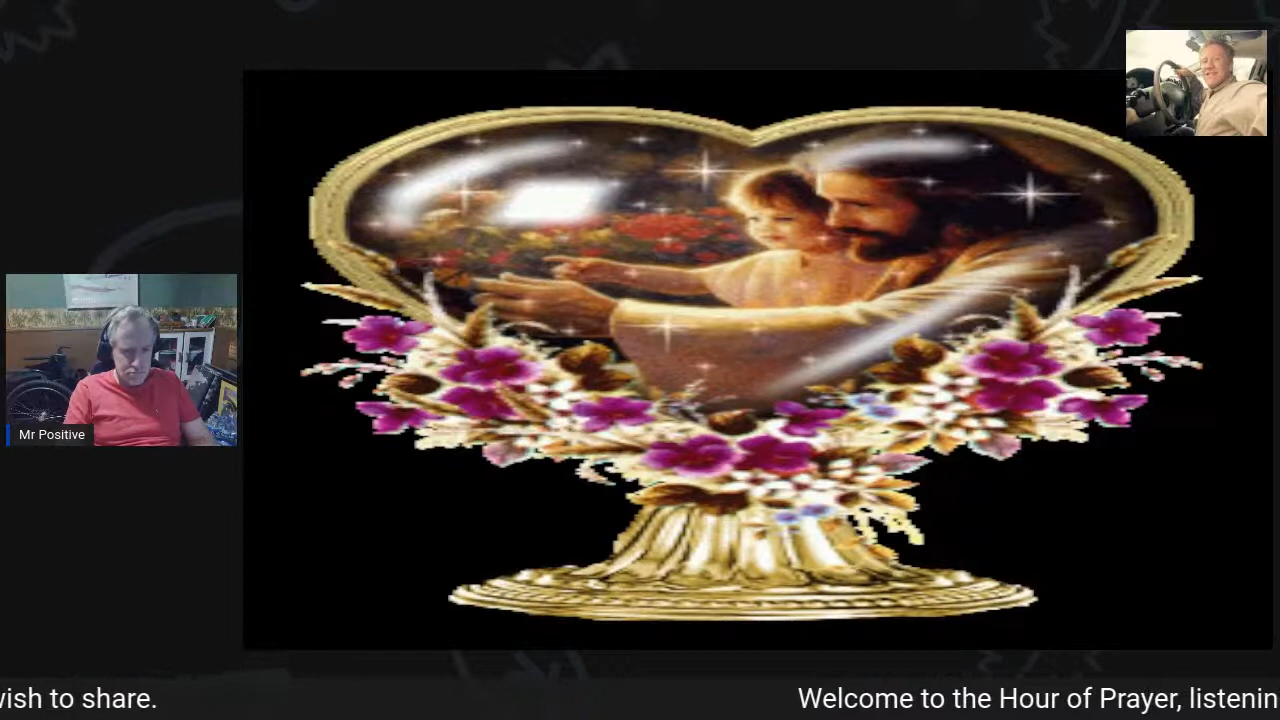 Mr Positive
wish to share. Welcome to the Hour of Prayer, listenin